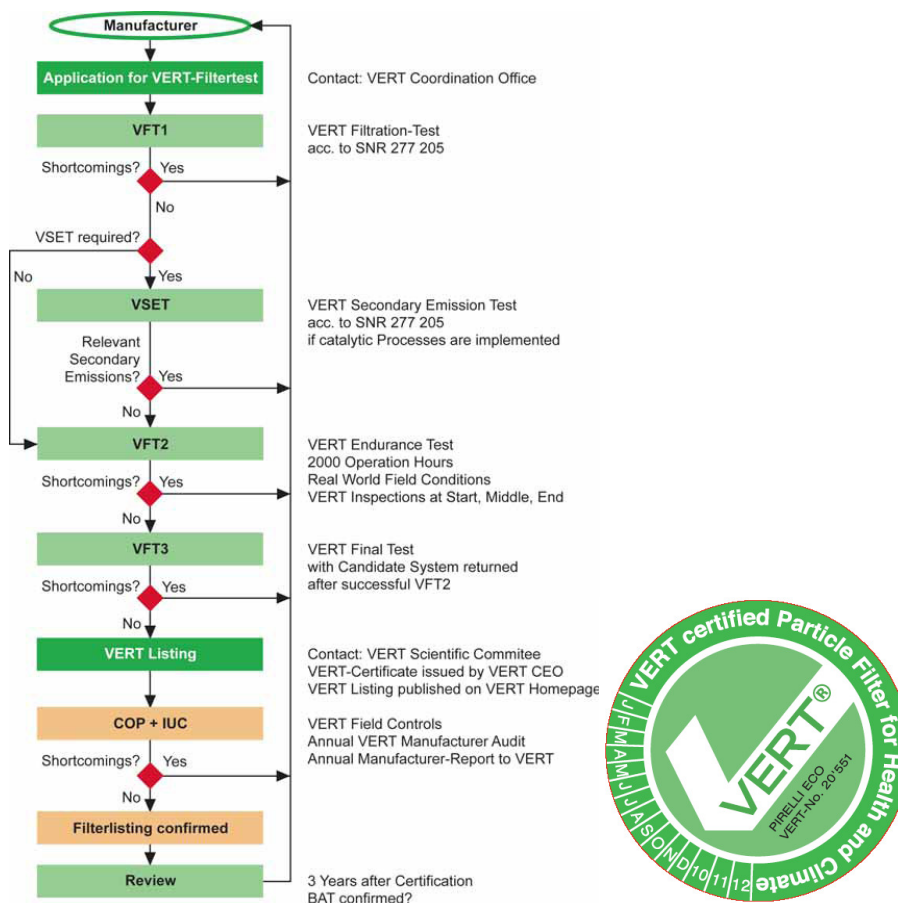 Manufacturer
Application for VERT-Filtertest
Contact: VERT Coordination Office
VFT1
VERT Filtration-Test
acc. to SNR 277 205
Shortcomings?
Yes
No
VSET required?
No
Yes
VSET
VERT Secondary Emission Test
acc. to SNR 277 205
if catalytic Processes are implemented
Relevant
Secondary
Emissions?
Yes
No
VFT2
VERT Endurance Test
2000 Operation Hours
Real World Field Conditions
VERT Inspections at Start, Middle, End
Shortcomings?
Yes
No
VFT3
VERT Final Test
with Candidate System returned
after successful VFT2
Shortcomings?
Yes
No
VERT Listing
Contact: VERT Scientific Commitee
VERT-Certificate issued by VERT CEO
VERT Listing published on VERT Homepage
COP + IUC
VERT Field Controls
Annual VERT Manufacturer Audit
Annual Manufacturer-Report to VERT
Shortcomings?
Yes
No
Filterlisting confirmed
Review
3 Years after Certification
BAT confirmed?
VERT certified Particle Filter for Health and Climate
J F M A M J J A S O N D 10 11 12
VERT®
PIRELLI ECO
VERT-No. 20'551